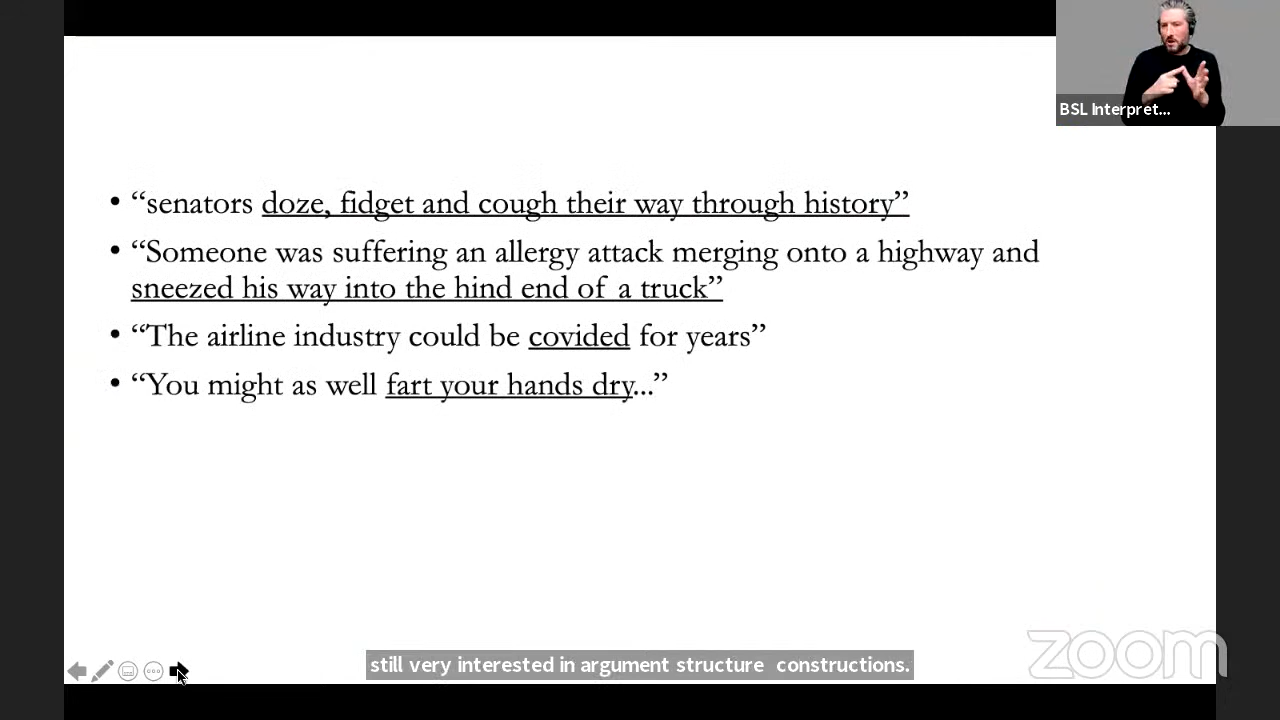 BSL Interpret...
• “senators doze, fidget and cough their way through history”
• “Someone was suffering an allergy attack merging onto a highway and
sneezed his way into the hind end of a truck”
• “The airline industry could be covided for years”
• “You might as well fart your hands dry...”
still very interested in argument structure constructions.
zoom